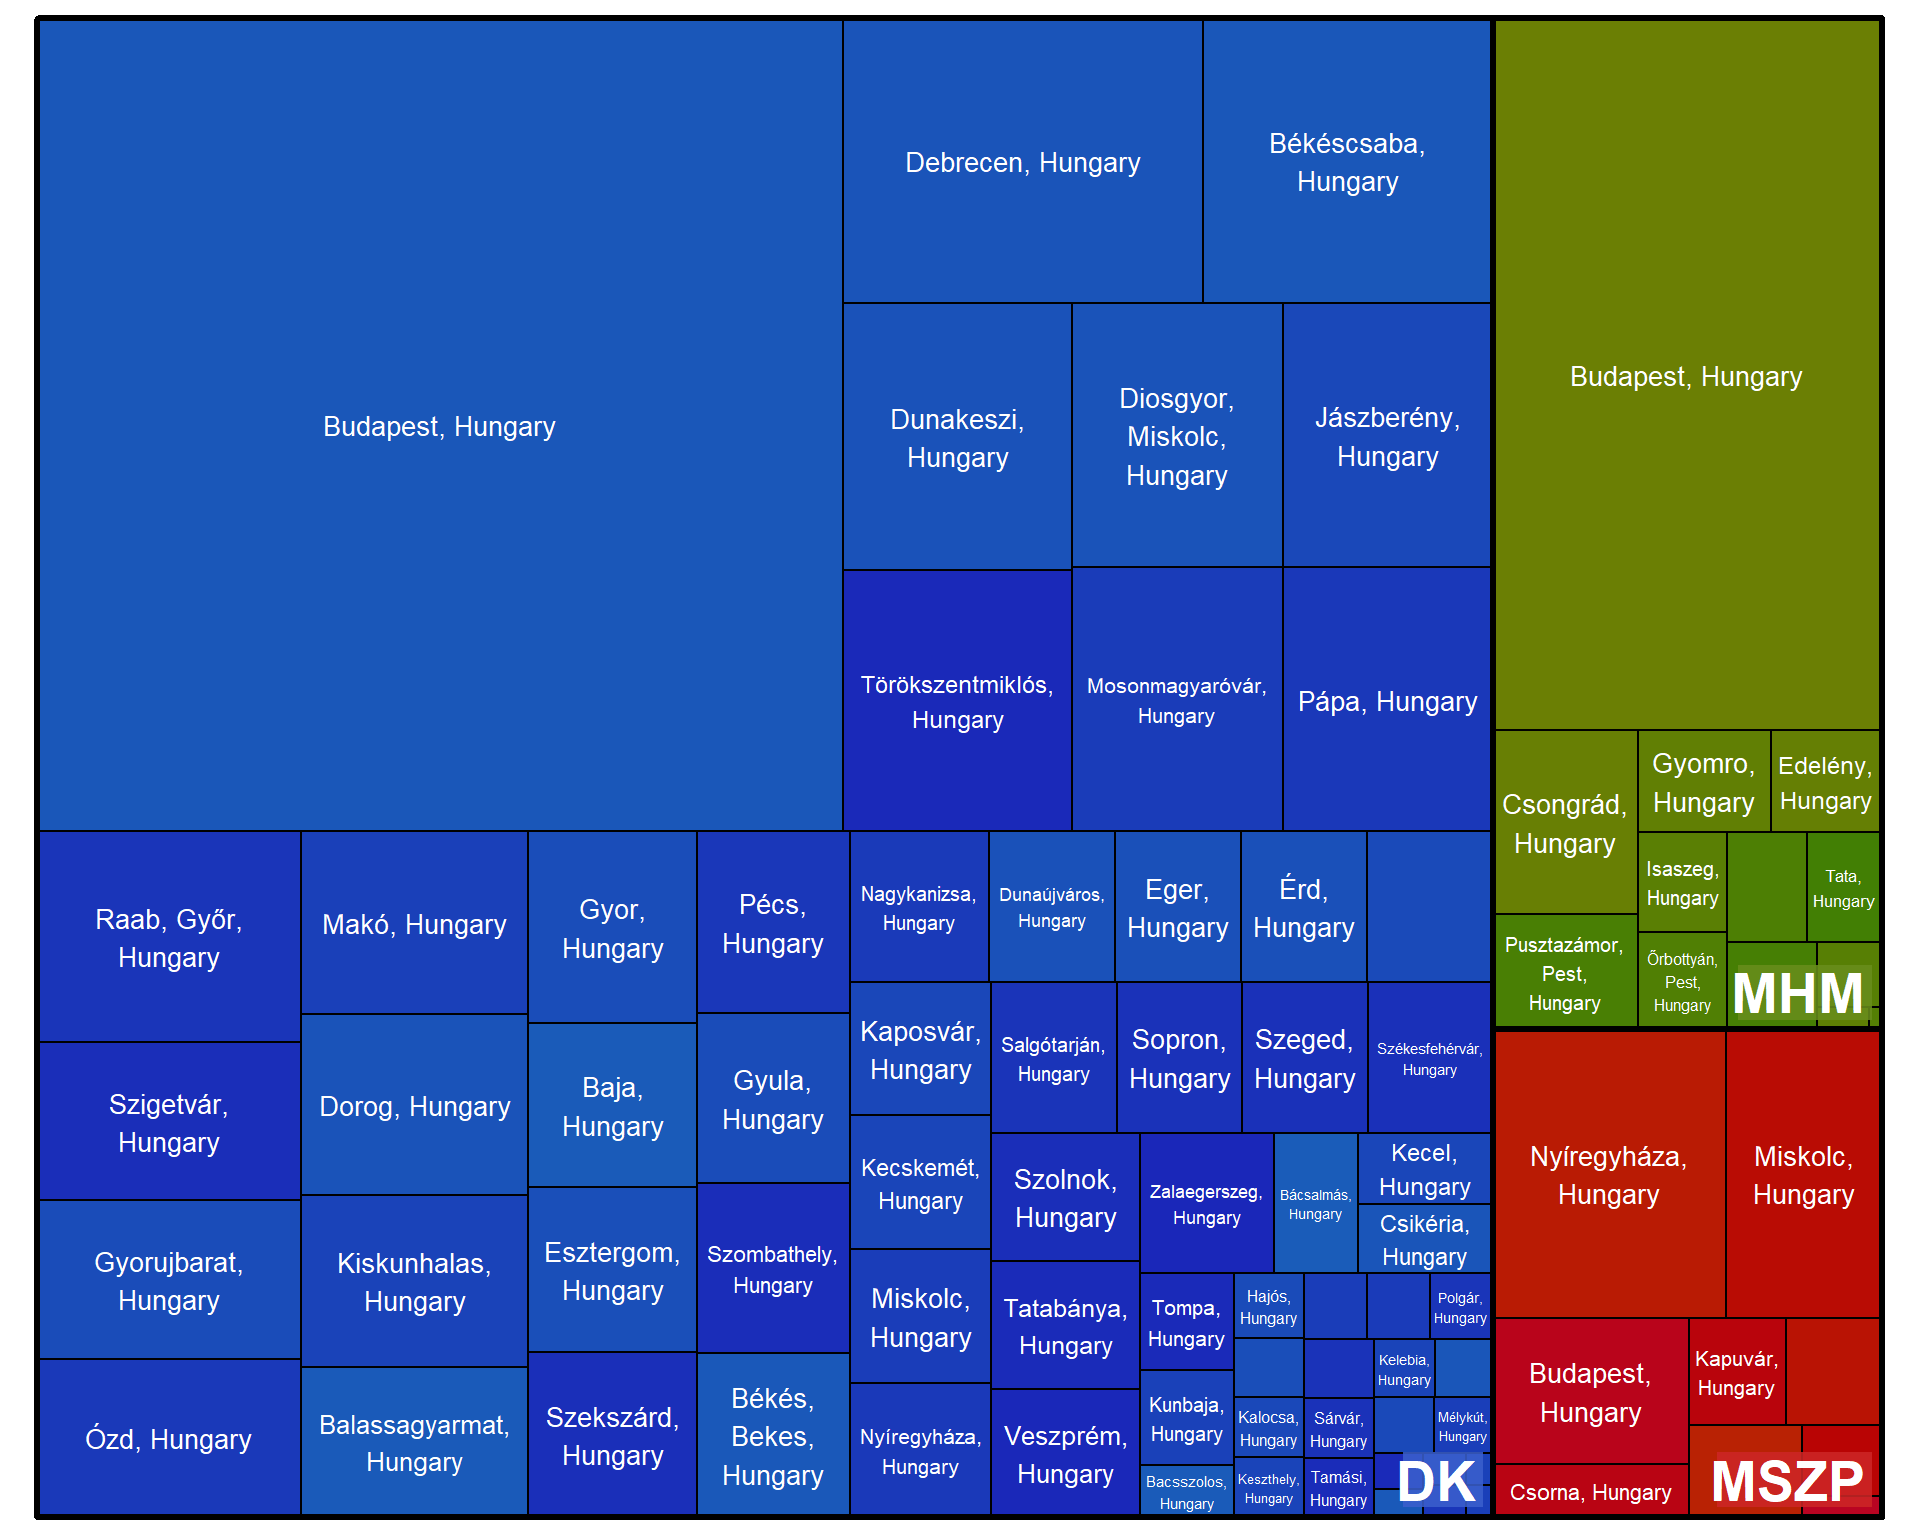 Budapest, Hungary
Debrecen, Hungary
Békéscsaba,
Hungary
Dunakeszi,
Hungary
Diosgyor,
Miskolc,
Hungary
Jászberény,
Hungary
Törökszentmiklós,
Hungary
Mosonmagyaróvár,
Hungary
Pápa, Hungary
Raab, Győr,
Hungary
Szigetvár,
Hungary
Gyorujbarat,
Hungary
Ózd, Hungary
Makó, Hungary
Dorog, Hungary
Kiskunhalas,
Hungary
Balassagyarmat,
Hungary
Gyor,
Hungary
Baja,
Hungary
Esztergom,
Hungary
Szekszárd,
Hungary
Pécs,
Hungary
Gyula,
Hungary
Szombathely,
Hungary
Békés,
Bekes,
Hungary
Nagykanizsa,
Hungary
Dunaújváros,
Hungary
Eger,
Hungary
Érd,
Hungary
Kaposvár,
Hungary
Kecskemét,
Hungary
Miskolc,
Hungary
Nyíregyháza,
Hungary
Salgótarján,
Hungary
Sopron,
Hungary
Szeged,
Hungary
Székesfehérvár,
Hungary
Szolnok,
Hungary
Tatabánya,
Hungary
Veszprém,
Hungary
Zalaegerszeg,
Hungary
Bácsalmás,
Hungary
Kecel,
Hungary
Csikéria,
Hungary
Tompa,
Hungary
Kunbaja,
Hungary
Bacsszolos,
Hungary
Hajós,
Hungary
Polgár,
Hungary
Kelebia,
Hungary
Kalocsa,
Hungary
Sárvár,
Hungary
Mélykút,
Hungary
Keszthely,
Hungary
Tamási,
Hungary
DK
Budapest, Hungary
Csongrád,
Hungary
Gyomro,
Hungary
Edelény,
Hungary
Isaszeg,
Hungary
Tata,
Hungary
Pusztazámor,
Pest,
Hungary
Őrbottyán,
Pest,
Hungary
MHM
Nyíregyháza,
Hungary
Miskolc,
Hungary
Budapest,
Hungary
Kapuvár,
Hungary
Csorna, Hungary
MSZP